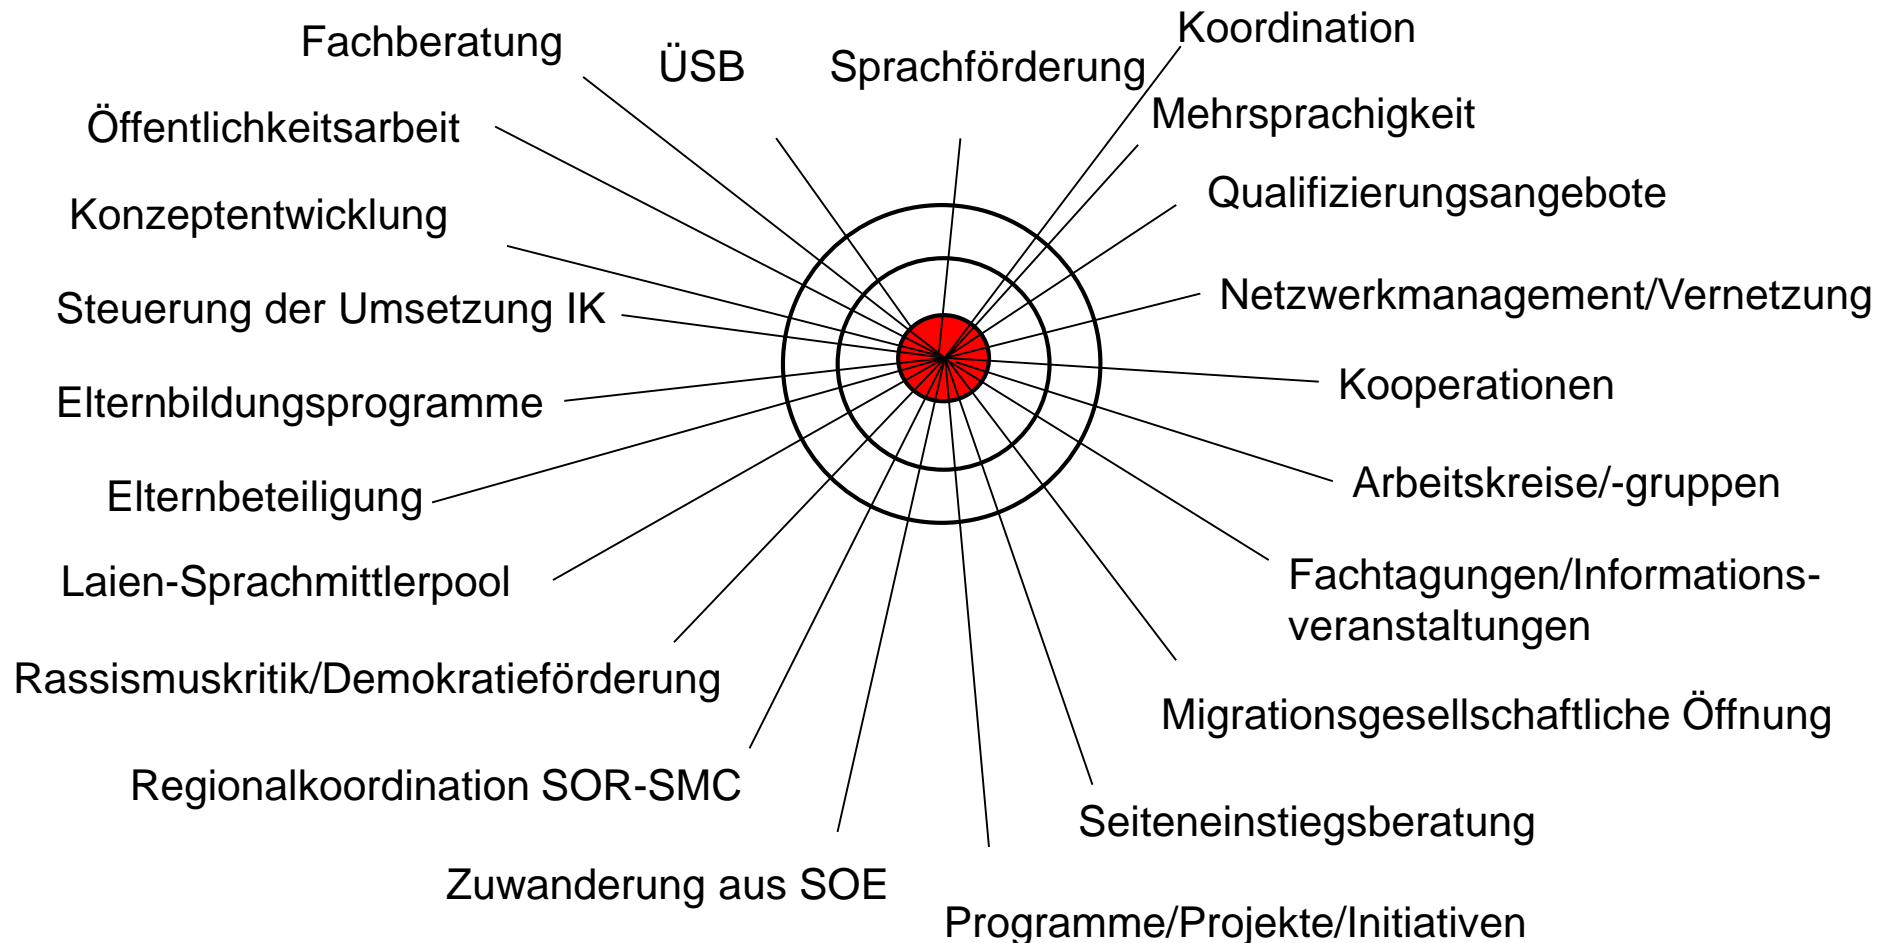 Koordination
Fachberatung
ÜSB
Sprachförderung
Mehrsprachigkeit
Öffentlichkeitsarbeit
Qualifizierungsangebote
Konzeptentwicklung
Netzwerkmanagement/Vernetzung
Steuerung der Umsetzung IK
Kooperationen
Elternbildungsprogramme
Arbeitskreise/-gruppen
Elternbeteiligung
Fachtagungen/Informations-
veranstaltungen
Laien-Sprachmittlerpool
Rassismuskritik/Demokratieförderung
Migrationsgesellschaftliche Öffnung
Regionalkoordination SOR-SMC
Seiteneinstiegsberatung
Zuwanderung aus SOE
Programme/Projekte/Initiativen